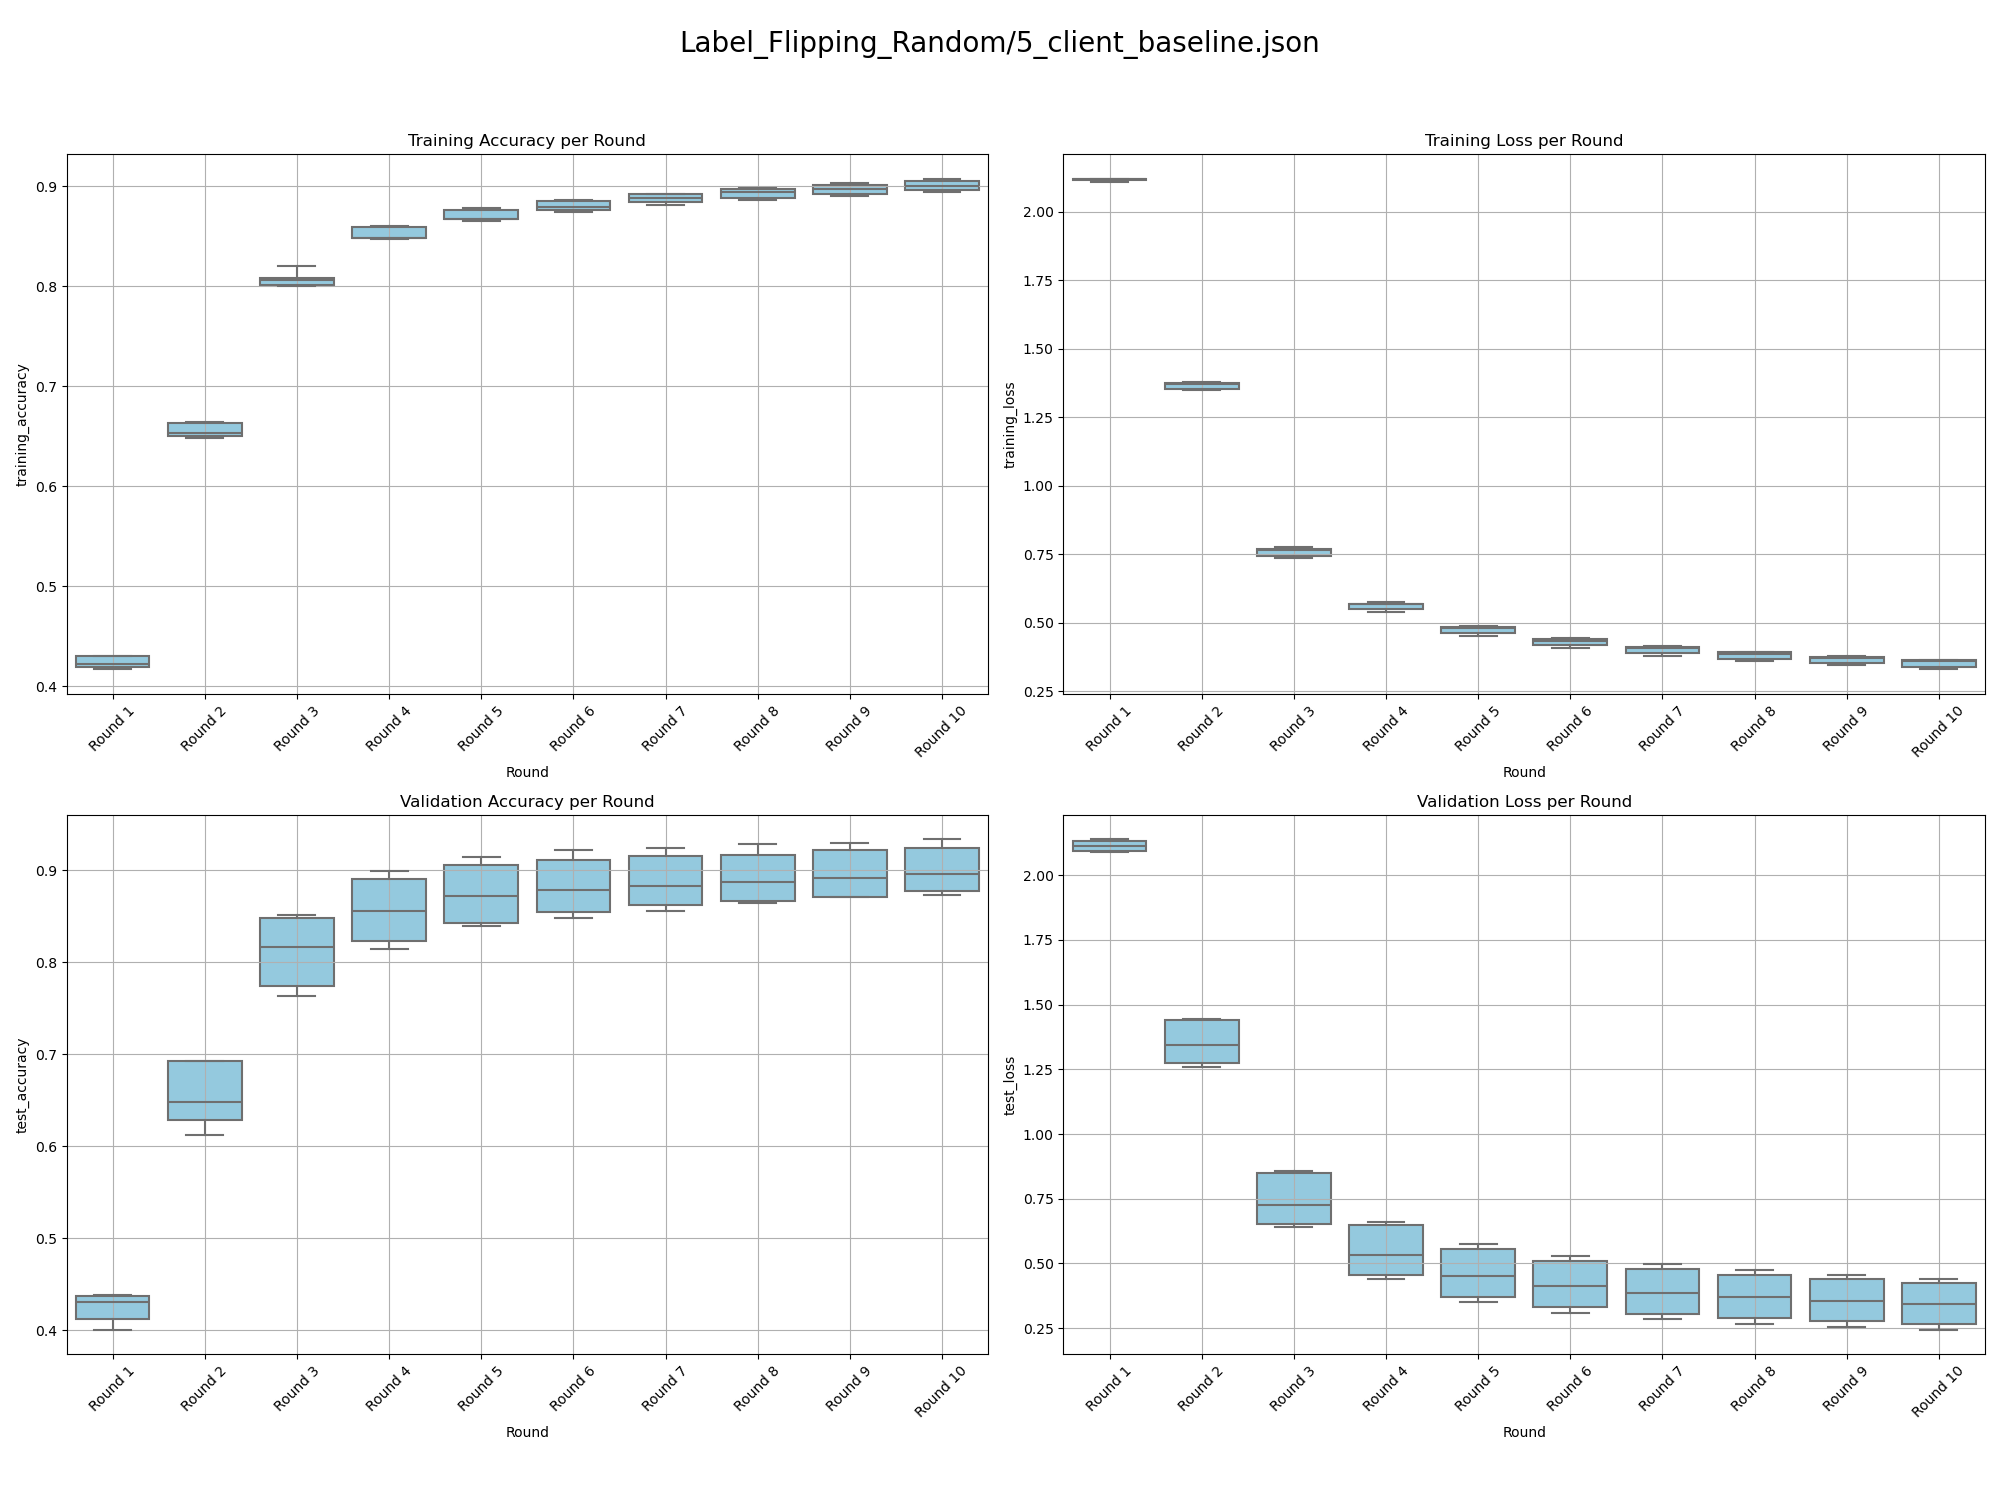 Label_Flipping_Random/5_client_baseline.json
Training Accuracy per Round
training_accuracy
0.9
0.8
0.7
0.6
0.5
0.4
Round 1 Round 2 Round 3 Round 4 Round 5 Round 6 Round 7 Round 8 Round 9 Round 10
Round
Training Loss per Round
training_loss
2.00
1.75
1.50
1.25
1.00
0.75
0.50
0.25
Round 1 Round 2 Round 3 Round 4 Round 5 Round 6 Round 7 Round 8 Round 9 Round 10
Round
Validation Accuracy per Round
test_accuracy
0.9
0.8
0.7
0.6
0.5
0.4
Round 1 Round 2 Round 3 Round 4 Round 5 Round 6 Round 7 Round 8 Round 9 Round 10
Round
Validation Loss per Round
test_loss
2.00
1.75
1.50
1.25
1.00
0.75
0.50
0.25
Round 1 Round 2 Round 3 Round 4 Round 5 Round 6 Round 7 Round 8 Round 9 Round 10
Round